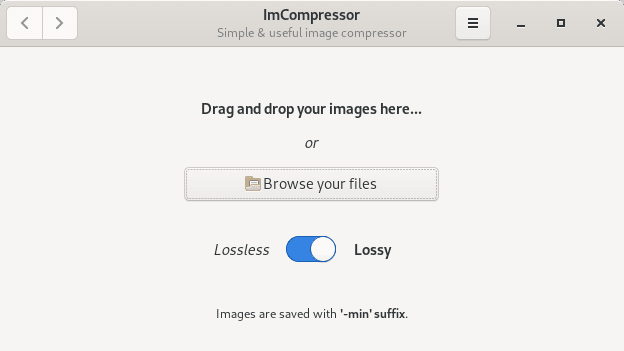 ImCompressor
Simple & useful image compressor
Drag and drop your images here...
or
Browse your files
Lossless Lossy
Images are saved with '-min' suffix.